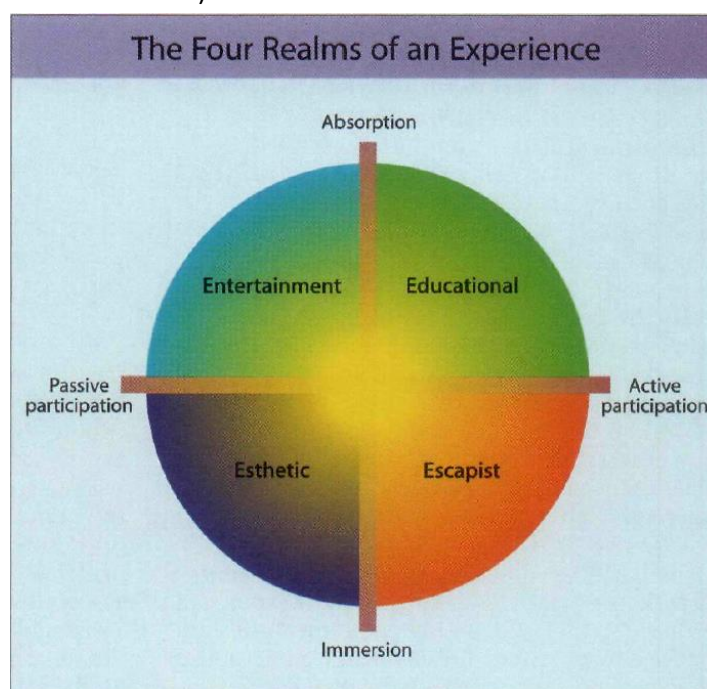 The Four Realms of an Experience
Absorption
Entertainment
Educational
Passive
participation
Active
participation
Esthetic
Escapist
Immersion